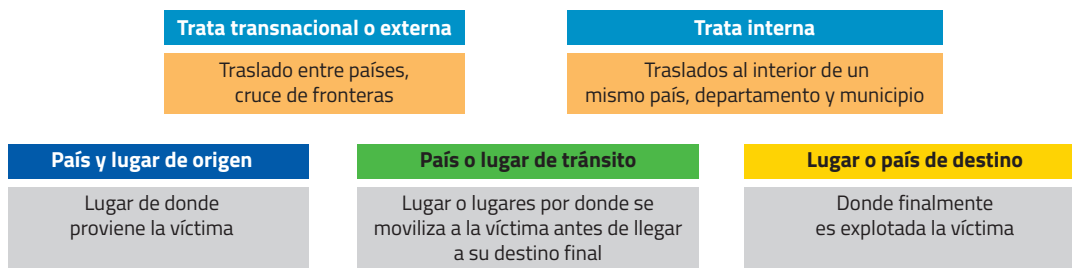 Trata transnacional o externa
Traslado entre países,
cruce de fronteras
Trata interna
Traslados al interior de un
mismo país, departamento y municipio
País y lugar de origen
Lugar de donde
proviene la víctima
País o lugar de tránsito
Lugar o lugares por donde se
moviliza a la víctima antes de llegar
a su destino final
Lugar o país de destino
Donde finalmente
es explotada la víctima